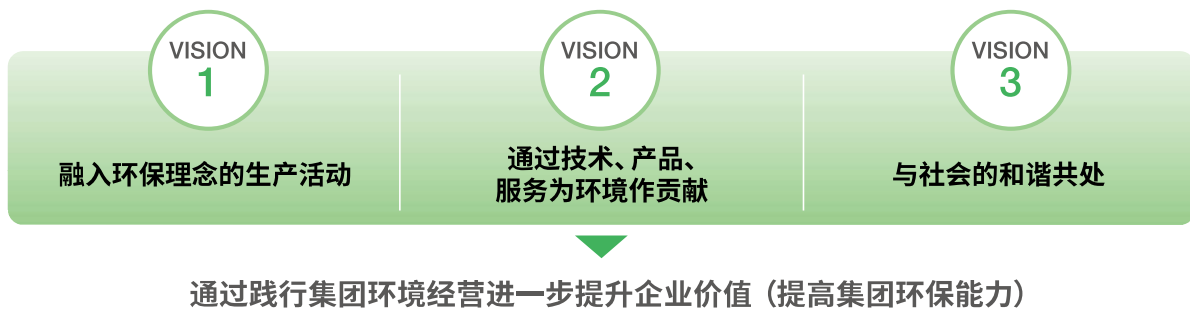 VISION
1
融入环保理念的生产活动
VISION
2
通过技术、产品、
服务为环境作贡献
VISION
3
与社会的和谐共处
通过践行集团环境经营进一步提升企业价值（提高集团环保能力）